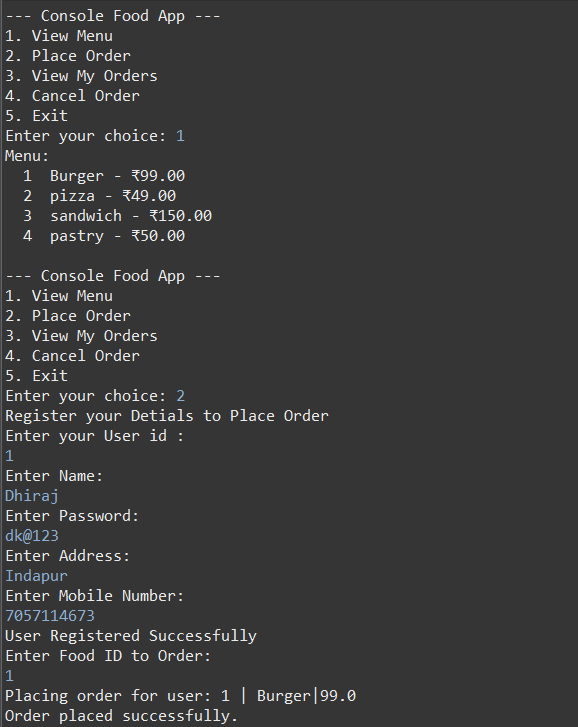 --- Console Food App ---
1. View Menu
2. Place Order
3. View My Orders
4. Cancel Order
5. Exit
Enter your choice: 1
Menu:
  1  Burger - ₹99.00
  2  pizza - ₹49.00
  3  sandwich - ₹150.00
  4  pastry - ₹50.00

--- Console Food App ---
1. View Menu
2. Place Order
3. View My Orders
4. Cancel Order
5. Exit
Enter your choice: 2
Register your Detials to Place Order
Enter your User id :
1
Enter Name:
Dhiraj
Enter Password:
dk@123
Enter Address:
Indapur
Enter Mobile Number:
7057114673
User Registered Successfully
Enter Food ID to Order:
1
Placing order for user: 1 | Burger|99.0
Order placed successfully.